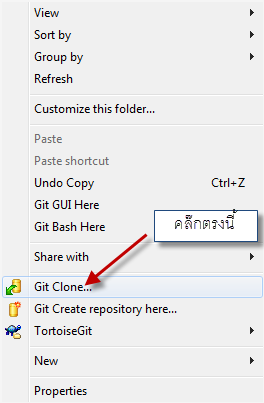 View
Sort by
Group by
Refresh
Customize this folder...
Paste
Paste shortcut
Undo Copy Ctrl+Z
Git GUI Here
Git Bash Here
คลิ๊กตรงนี้
Share with
Git Clone...
Git Create repository here...
TortoiseGit
New
Properties